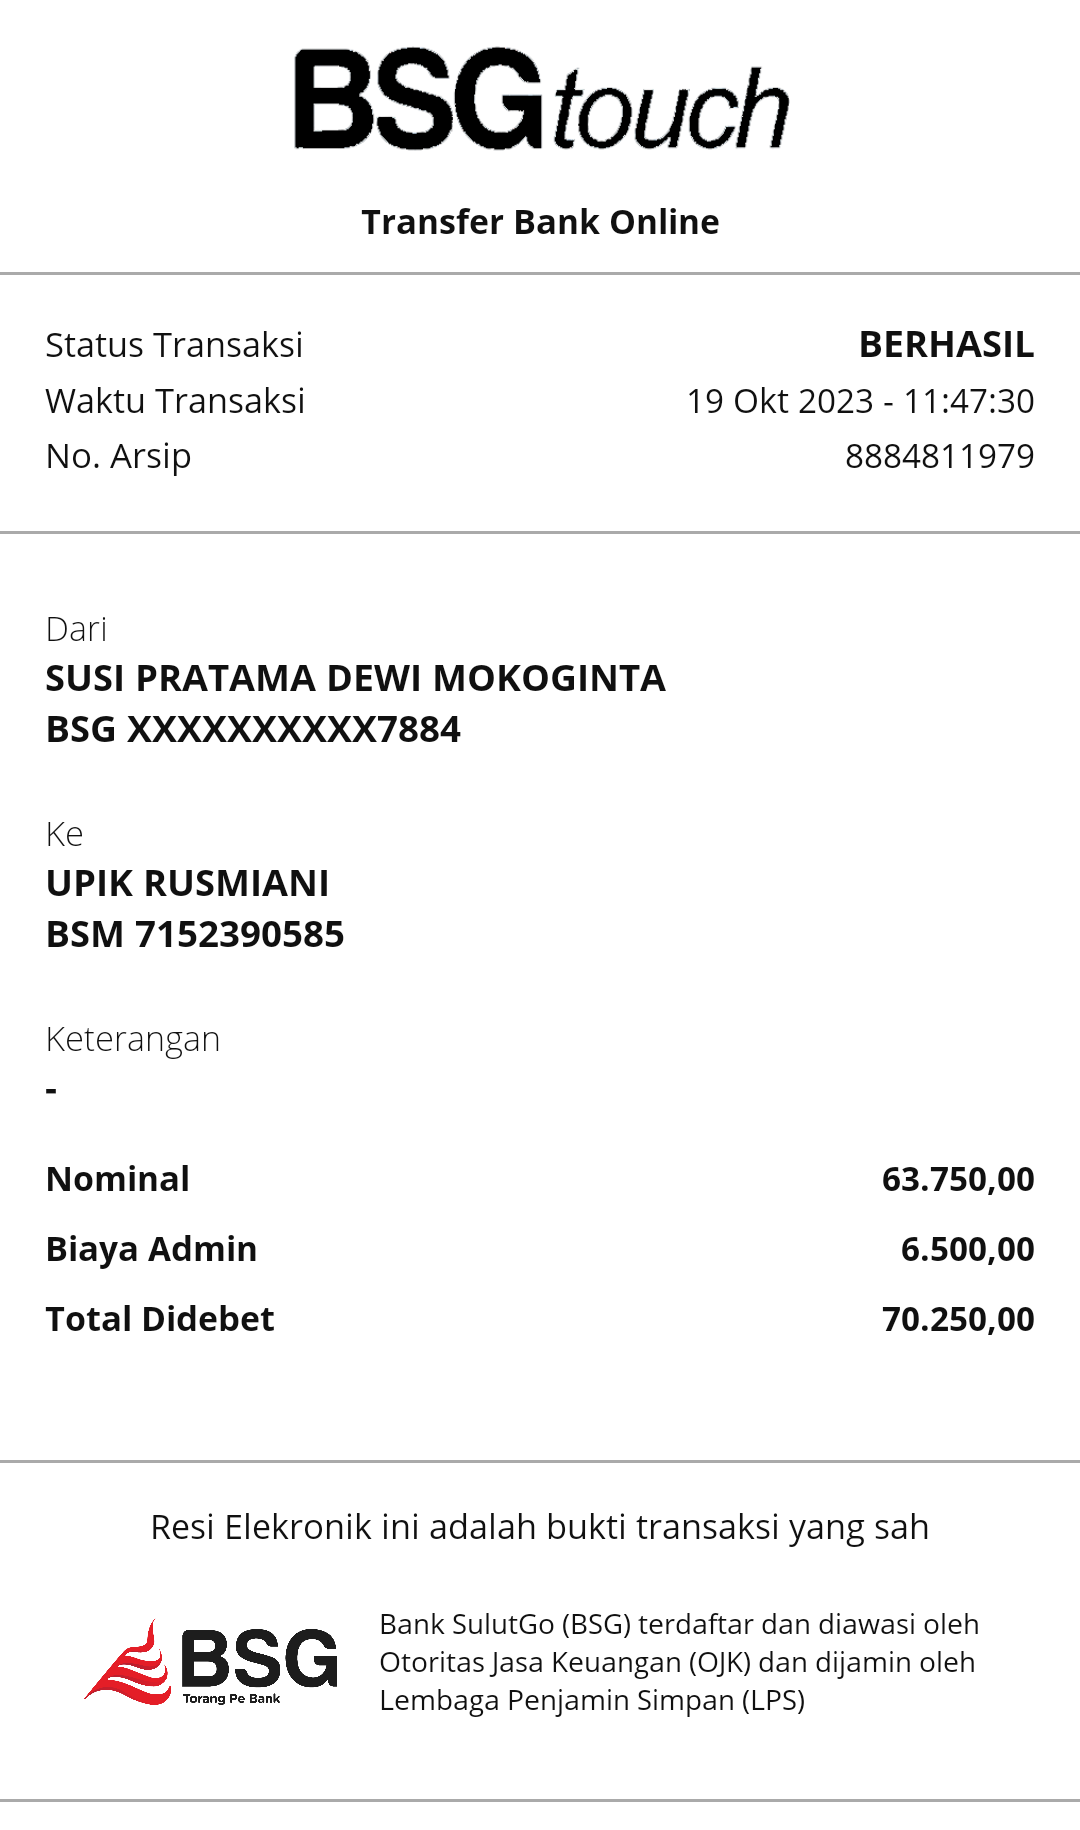 BSGtouch
Transfer Bank Online
Status Transaksi BERHASIL
Waktu Transaksi 19 Okt 2023 - 11:47:30
No. Arsip 8884811979
Dari
SUSI PRATAMA DEWI MOKOGINTA
BSG XXXXXXXXXX7884
Ke
UPIK RUSMIANI
BSM 7152390585
Keterangan
-
Nominal 63.750,00
Biaya Admin 6.500,00
Total Didebet 70.250,00
Resi Elekronik ini adalah bukti transaksi yang sah
BSG
Torang Pe Bank
Bank SulutGo (BSG) terdaftar dan diawasi oleh
Otoritas Jasa Keuangan (OJK) dan dijamin oleh
Lembaga Penjamin Simpan (LPS)